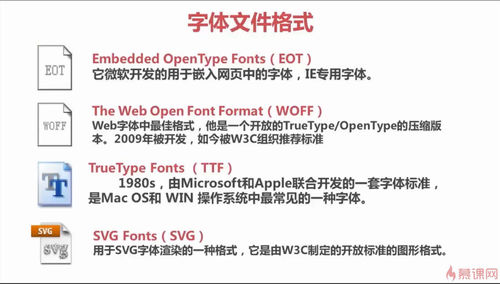 字体文件格式
EOT
Embedded OpenType Fonts（EOT）
它微软开发的用于嵌入网页中的字体，IE专用字体。
WOFF
The Web Open Font Format（WOFF）
Web字体中最佳格式，他是一个开放的TrueType/OpenType的压缩版
本。2009年被开发，如今被W3C组织推荐标准
TT
TrueType Fonts （TTF）
1980s，由Microsoft和Apple联合开发的一套字体标准，
是Mac OS和 WIN 操作系统中最常见的一种字体。
SVG
svg
SVG Fonts（SVG）
用于SVG字体渲染的一种格式，它是由W3C制定的开放标准的图形格式。
慕课网